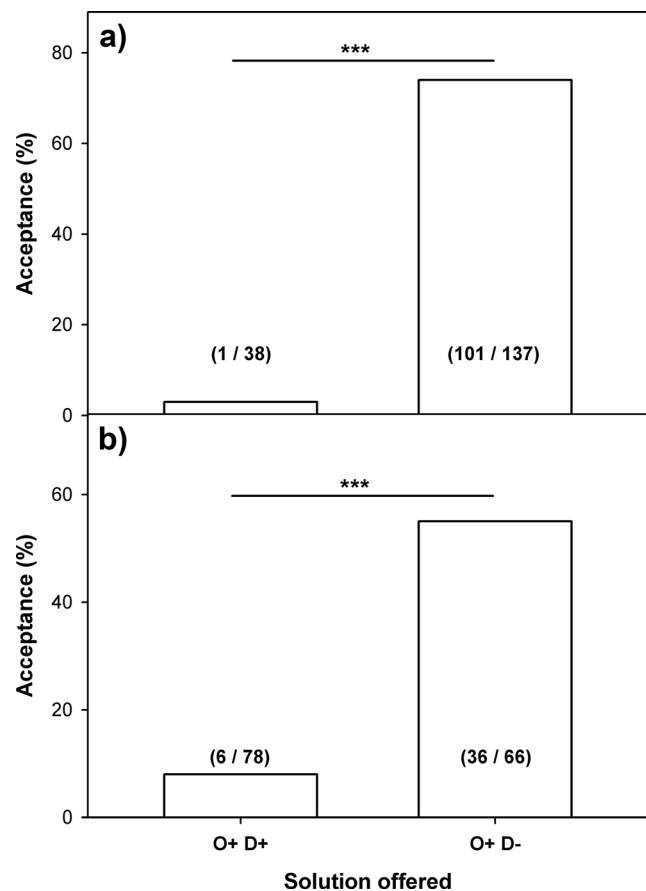 a)
***
80
60
40
20
0
Acceptance (%)
(1 / 38)
(101 / 137)
b)
***
60
40
20
0
Acceptance (%)
(6 / 78)
(36 / 66)
O+ D+
O+ D-
Solution offered